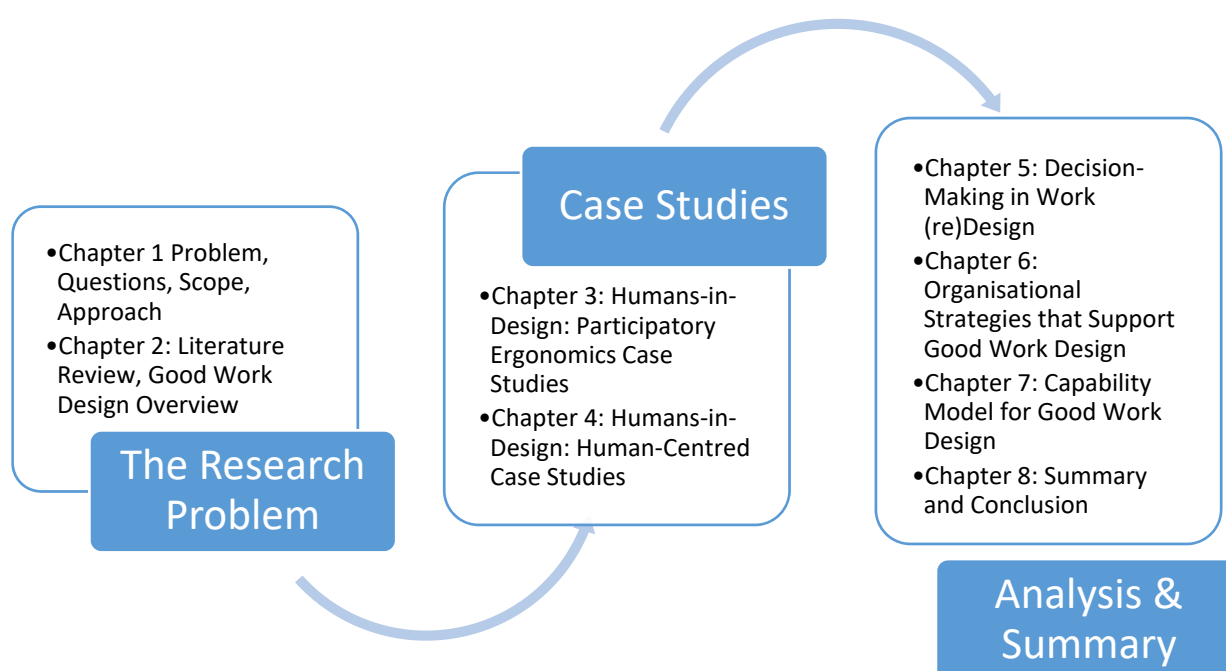 •Chapter 1 Problem,
Questions, Scope,
Approach
•Chapter 2: Literature
Review, Good Work
Design Overview
The Research
Problem
Case Studies
•Chapter 3: Humans-in-
Design: Participatory
Ergonomics Case
Studies
•Chapter 4: Humans-in-
Design: Human-Centred
Case Studies
•Chapter 5: Decision-
Making in Work
(re)Design
•Chapter 6:
Organisational
Strategies that Support
Good Work Design
•Chapter 7: Capability
Model for Good Work
Design
•Chapter 8: Summary
and Conclusion
Analysis &
Summary